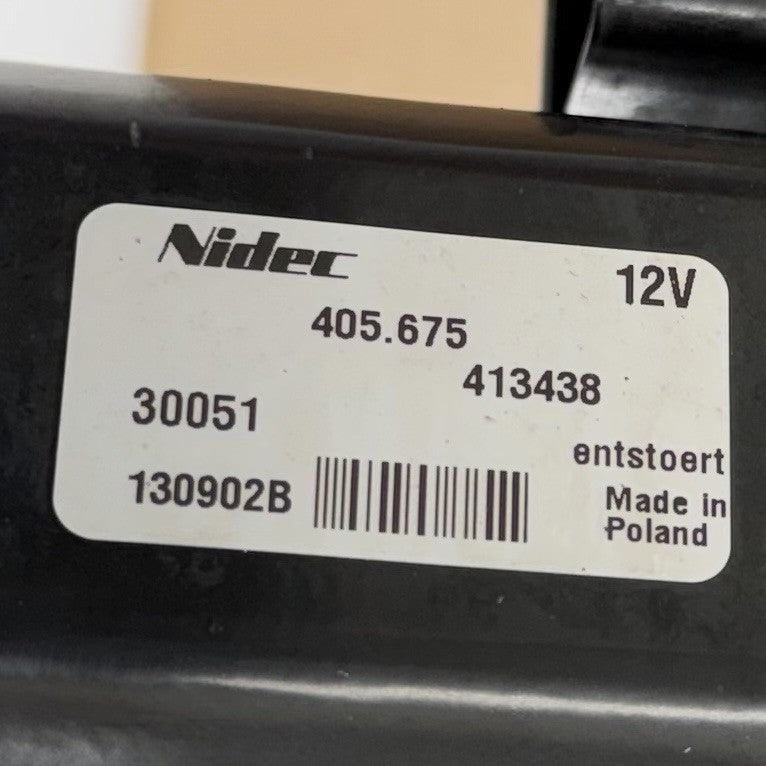 Nidec
12V
405.675
413438
30051
entstoert
130902B
Made in
Poland